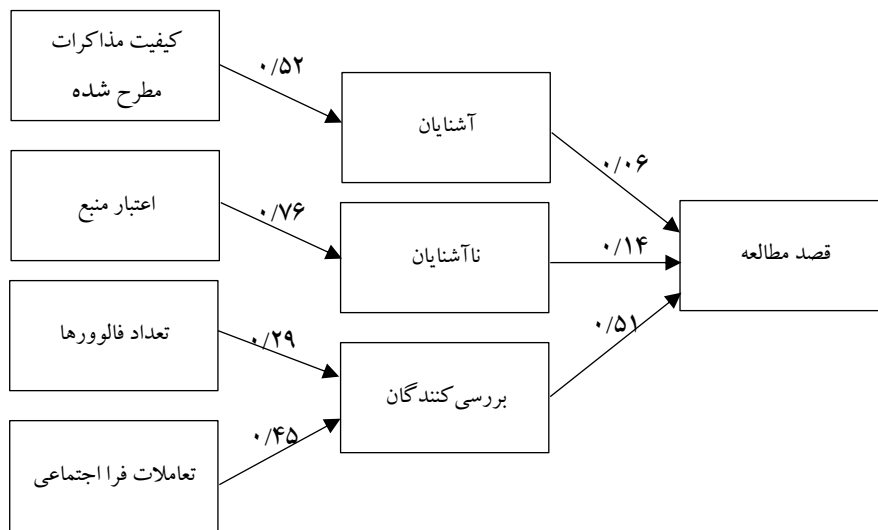 کیفیت مذاکرات
مطرح شده
۰/۵۲
آشنایان
۰/۰۶
اعتبار منبع
۰/۷۶
ناآشنایان
۰/۱۴
قصد مطالعه
تعداد فالوورها
۰/۲۹
بررسی‌کنندگان
۰/۵۱
تعاملات فرا اجتماعی
۰/۴۵